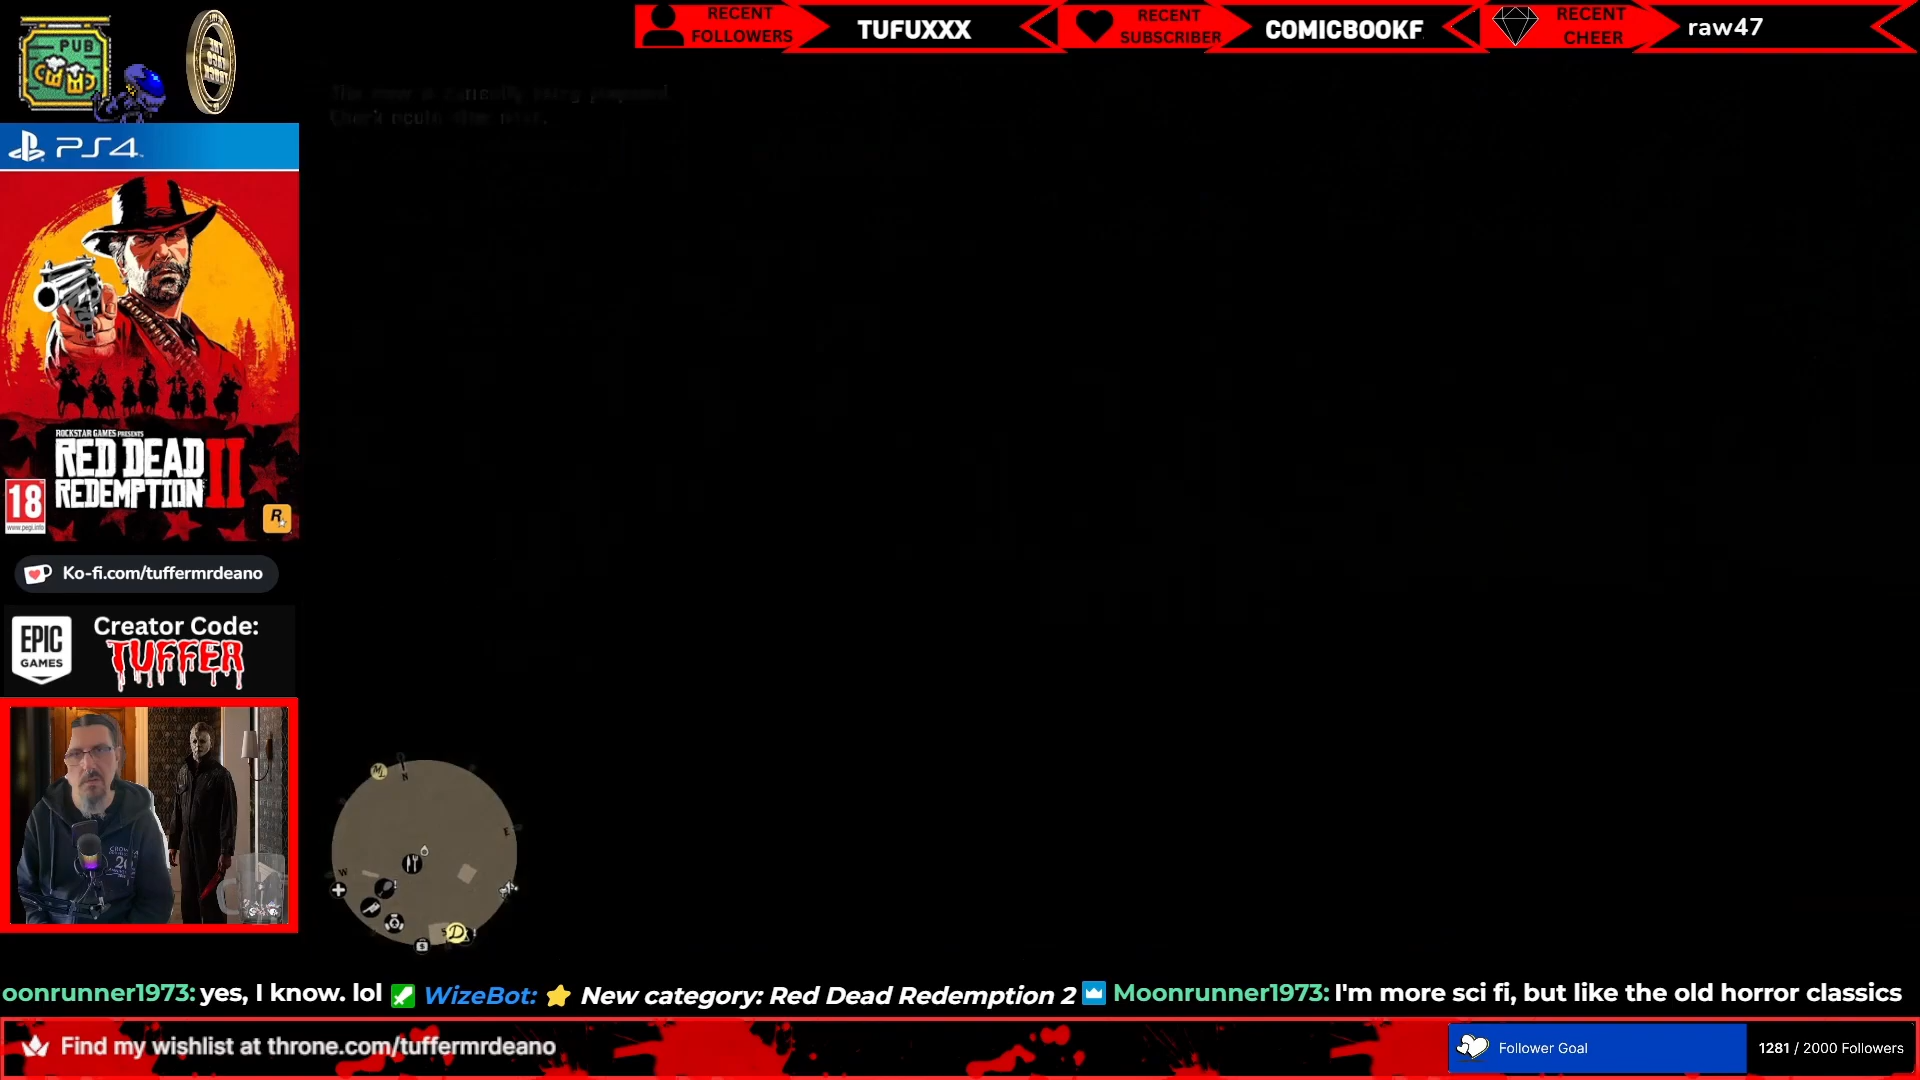 RECENT FOLLOWERS
TUFUXXX
RECENT SUBSCRIBER
COMICBOOKF
RECENT CHEER
raw47
PUB
PS4
ROCKSTAR GAMES PRESENTS
RED DEAD
REDEMPTION II
18
www.pegi.info
R
Ko-fi.com/tuffermrdeano
EPIC GAMES
Creator Code:
TUFFER
N
E
W
D
oonrunner1973: yes, I know. lol WizeBot: New category: Red Dead Redemption 2 Moonrunner1973: I'm more sci fi, but like the old horror classics
Find my wishlist at throne.com/tuffermrdeano
Follower Goal
1281 / 2000 Followers